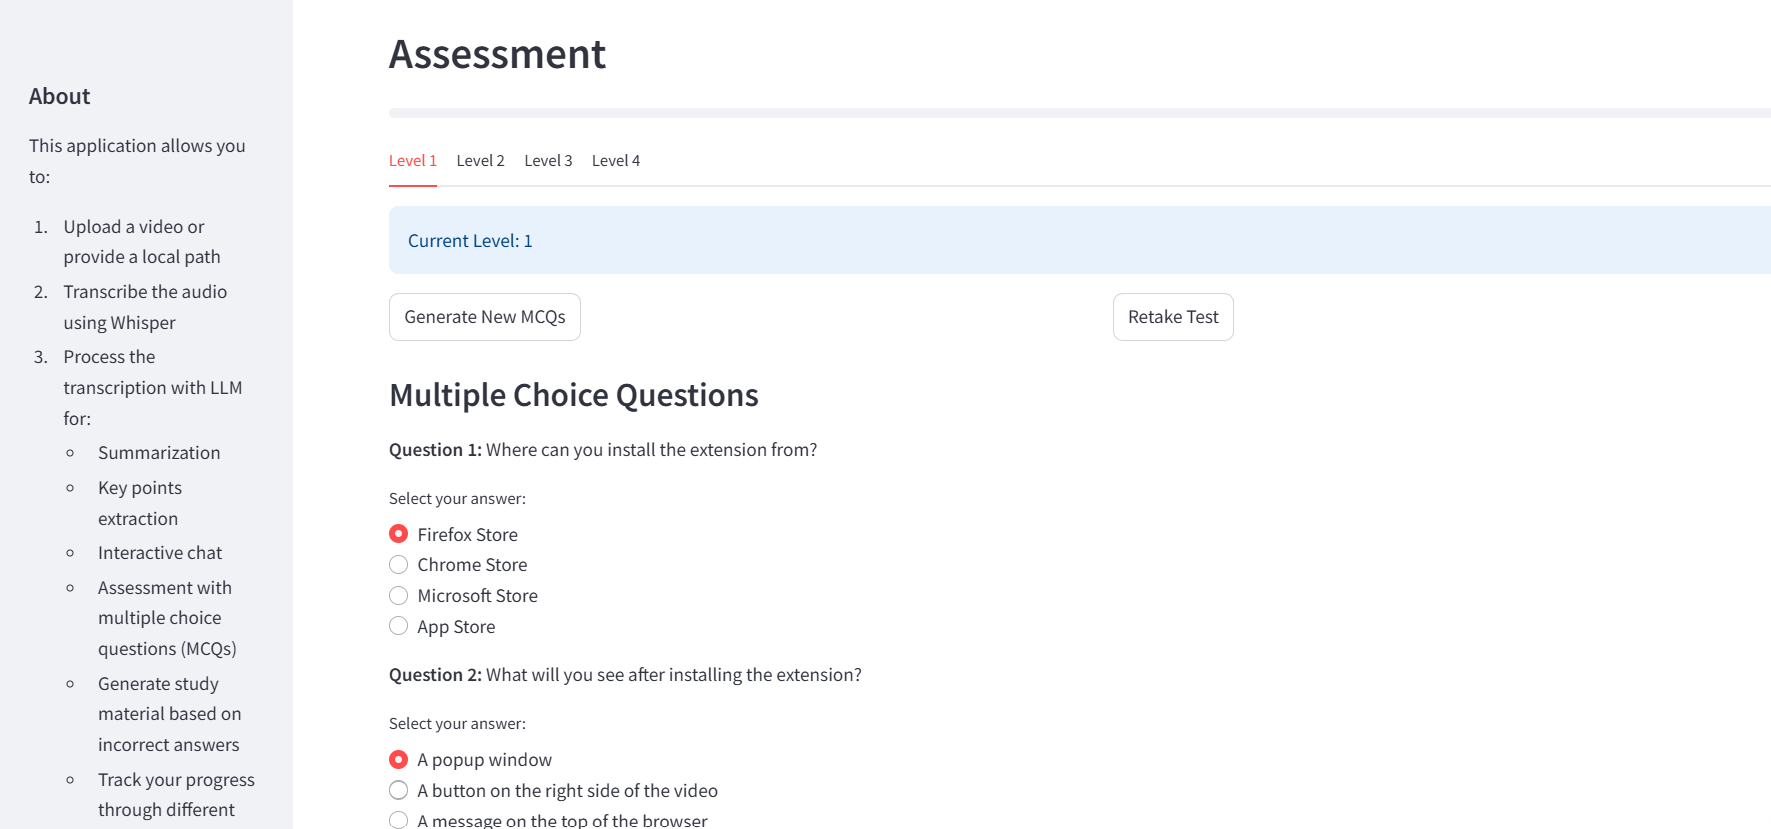 About
This application allows you
to:
1. Upload a video or
provide a local path
2. Transcribe the audio
using Whisper
3. Process the
transcription with LLM
for:
Summarization
Key points
extraction
Interactive chat
Assessment with
multiple choice
questions (MCQs)
Generate study
material based on
incorrect answers
Track your progress
through different
Assessment
Level 1 Level 2 Level 3 Level 4
Current Level: 1
Generate New MCQs Retake Test
Multiple Choice Questions
Question 1: Where can you install the extension from?
Select your answer:
Firefox Store
Chrome Store
Microsoft Store
App Store
Question 2: What will you see after installing the extension?
Select your answer:
A popup window
A button on the right side of the video
A message on the top of the browser